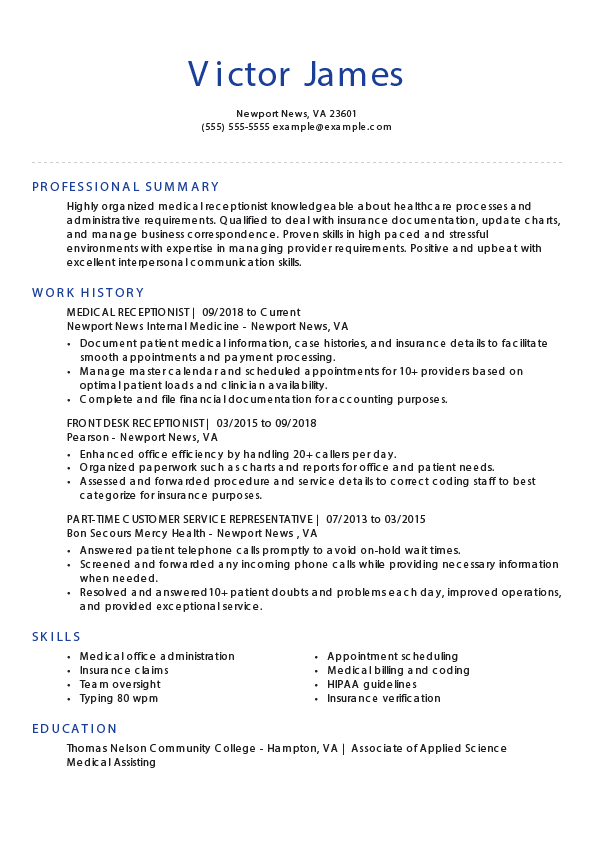 Victor James
Newport News, VA 23601
(555) 555-5555 example@example.com
PROFESSIONAL SUMMARY
Highly organized medical receptionist knowledgeable about healthcare processes and
administrative requirements. Qualified to deal with insurance documentation, update charts,
and manage business correspondence. Proven skills in high paced and stressful
environments with expertise in managing provider requirements. Positive and upbeat with
excellent interpersonal communication skills.
WORK HISTORY
MEDICAL RECEPTIONIST | 09/2018 to Current
Newport News Internal Medicine - Newport News, VA
• Document patient medical information, case histories, and insurance details to facilitate
smooth appointments and payment processing.
• Manage master calendar and scheduled appointments for 10+ providers based on
optimal patient loads and clinician availability.
• Complete and file financial documentation for accounting purposes.
FRONT DESK RECEPTIONIST | 03/2015 to 09/2018
Pearson - Newport News, VA
• Enhanced office efficiency by handling 20+ callers per day.
• Organized paperwork such as charts and reports for office and patient needs.
• Assessed and forwarded procedure and service details to correct coding staff to best
categorize for insurance purposes.
PART-TIME CUSTOMER SERVICE REPRESENTATIVE | 07/2013 to 03/2015
Bon Secours Mercy Health - Newport News , VA
• Answered patient telephone calls promptly to avoid on-hold wait times.
• Screened and forwarded any incoming phone calls while providing necessary information
when needed.
• Resolved and answered 10+ patient doubts and problems each day, improved operations,
and provided exceptional service.
SKILLS
• Medical office administration
• Insurance claims
• Team oversight
• Typing 80 wpm
• Appointment scheduling
• Medical billing and coding
• HIPAA guidelines
• Insurance verification
EDUCATION
Thomas Nelson Community College - Hampton, VA | Associate of Applied Science
Medical Assisting